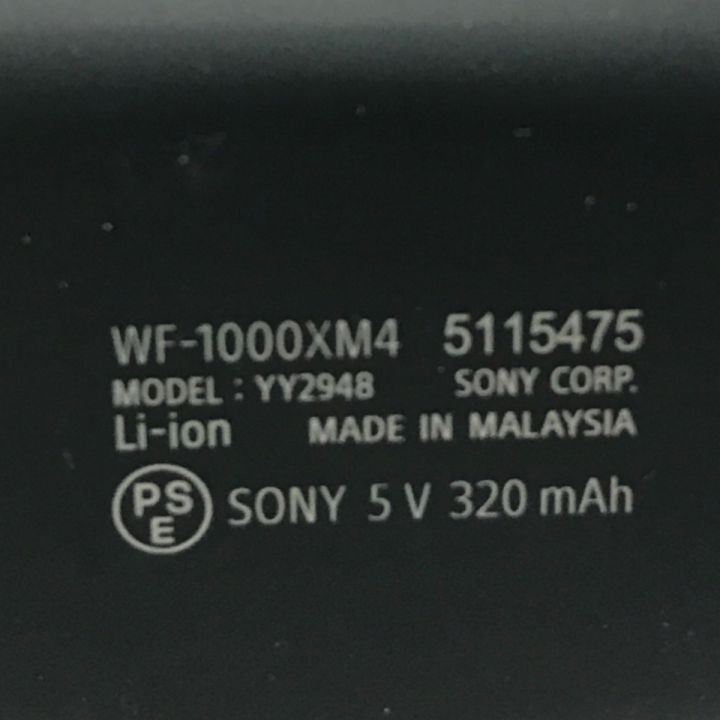 WF-1000XM4 5115475
MODEL : YY2948 SONY CORP.
Li-ion MADE IN MALAYSIA
PSE SONY 5 V 320 mAh